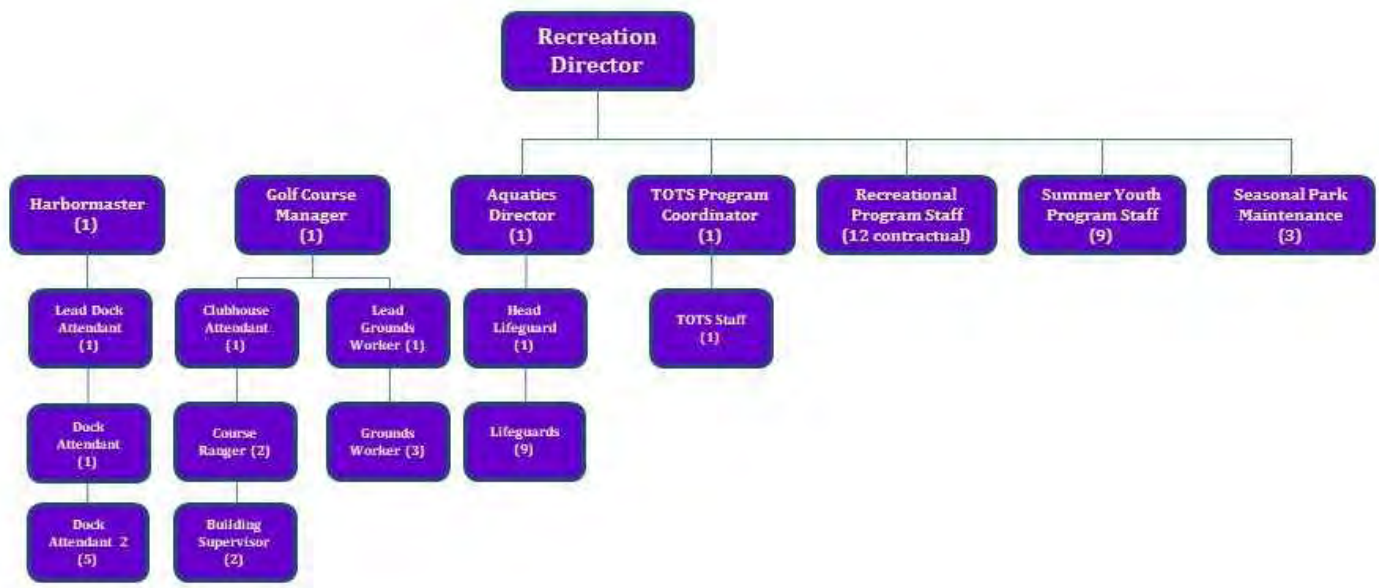 Recreation
Director
Harbormaster
(1)
Golf Course
Manager
(1)
Aquatics
Director
(1)
TOTS Program
Coordinator
(1)
Recreational
Program Staff
(12 contractual)
Summer Youth
Program Staff
(9)
Seasonal Park
Maintenance
(3)
Lead Dock
Attendant
(1)
Clubhouse
Attendant
(1)
Lead
Grounds
Worker (1)
Head
Lifeguard
(1)
TOTS Staff
(1)
Dock
Attendant
(1)
Course
Ranger (2)
Grounds
Worker (3)
Lifeguards
(9)
Dock
Attendant 2
(5)
Building
Supervisor
(2)